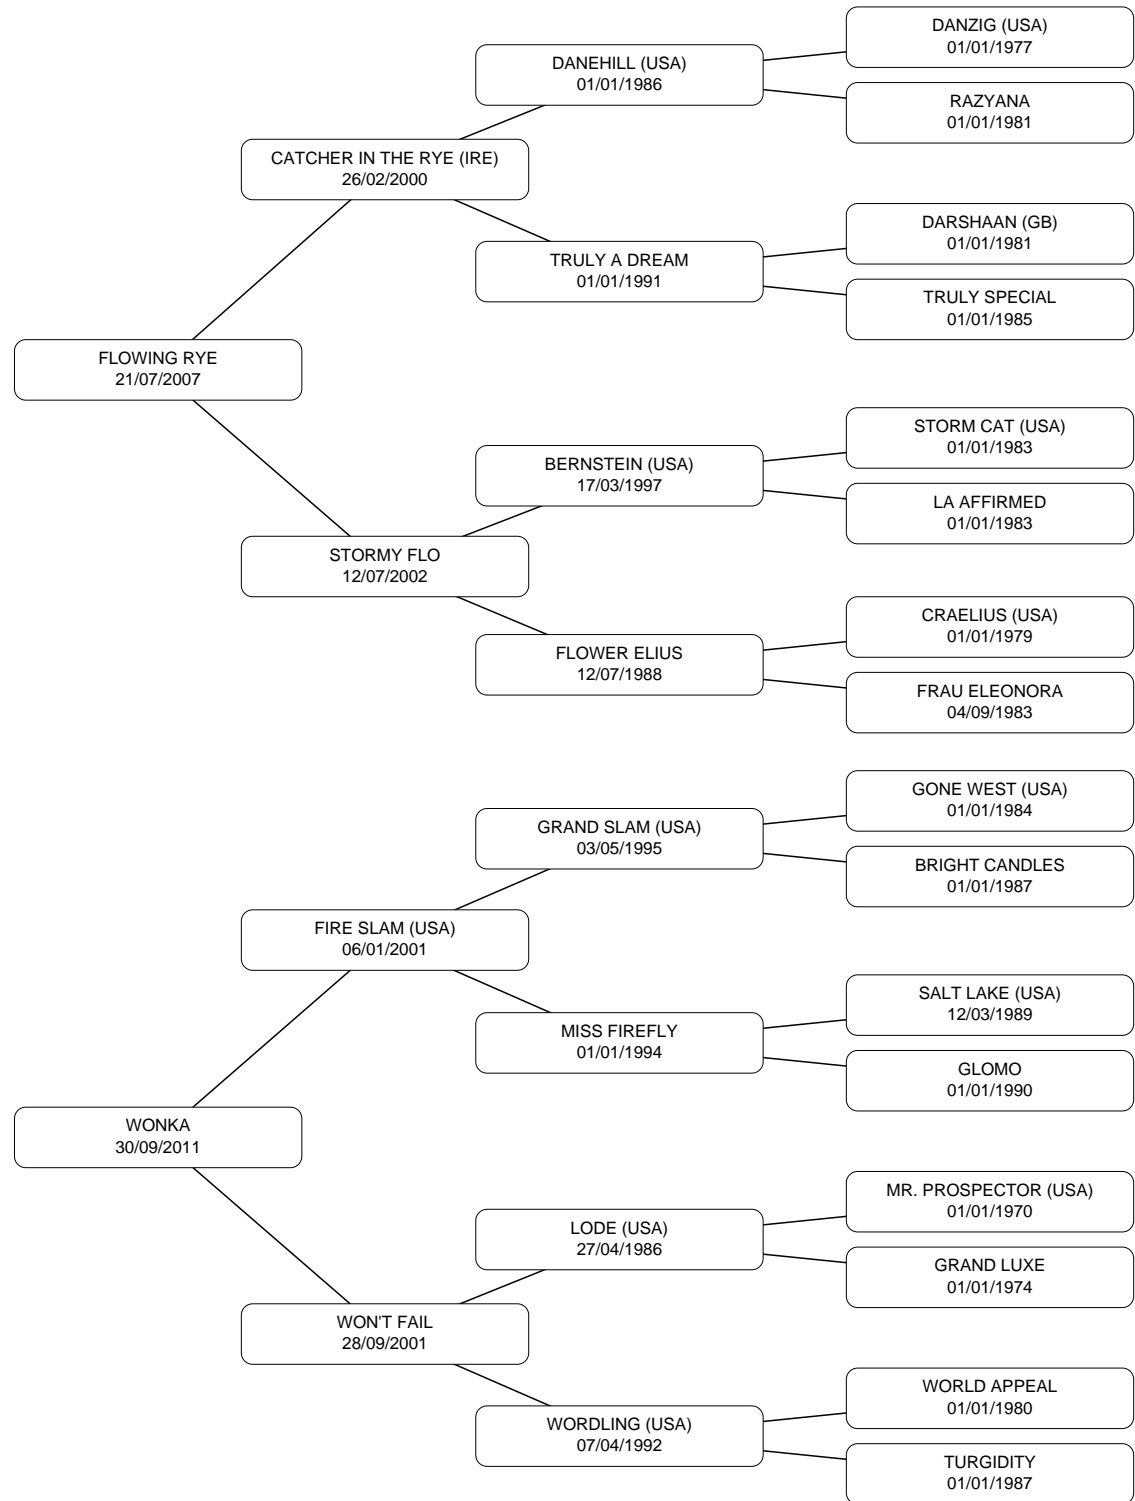 DANZIG (USA)
01/01/1977
DANEHILL (USA)
01/01/1986
RAZYANA
01/01/1981
CATCHER IN THE RYE (IRE)
26/02/2000
DARSHAAN (GB)
01/01/1981
TRULY A DREAM
01/01/1991
TRULY SPECIAL
01/01/1985
FLOWING RYE
21/07/2007
STORM CAT (USA)
01/01/1983
BERNSTEIN (USA)
17/03/1997
LA AFFIRMED
01/01/1983
STORMY FLO
12/07/2002
CRAELIUS (USA)
01/01/1979
FLOWER ELIUS
12/07/1988
FRAU ELEONORA
04/09/1983
GONE WEST (USA)
01/01/1984
GRAND SLAM (USA)
03/05/1995
BRIGHT CANDLES
01/01/1987
FIRE SLAM (USA)
06/01/2001
SALT LAKE (USA)
12/03/1989
MISS FIREFLY
01/01/1994
GLOMO
01/01/1990
WONKA
30/09/2011
MR. PROSPECTOR (USA)
01/01/1970
LODE (USA)
27/04/1986
GRAND LUXE
01/01/1974
WON'T FAIL
28/09/2001
WORLD APPEAL
01/01/1980
WORDLING (USA)
07/04/1992
TURGIDITY
01/01/1987